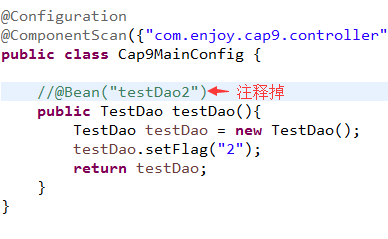 @Configuration
@ComponentScan({"com.enjoy.cap9.controller"
public class Cap9MainConfig {
//@Bean("testDao2") 注释掉
public TestDao testDao(){
TestDao testDao = new TestDao();
testDao.setFlag("2");
return testDao;
}
}